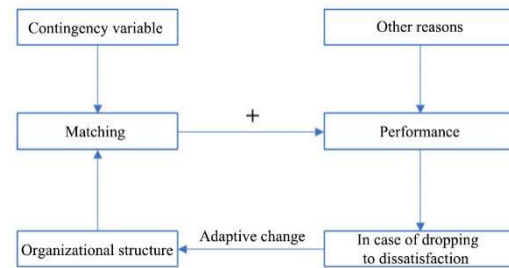 Contingency variable
Other reasons
Matching
+
Performance
Organizational structure
Adaptive change
In case of dropping
to dissatisfaction